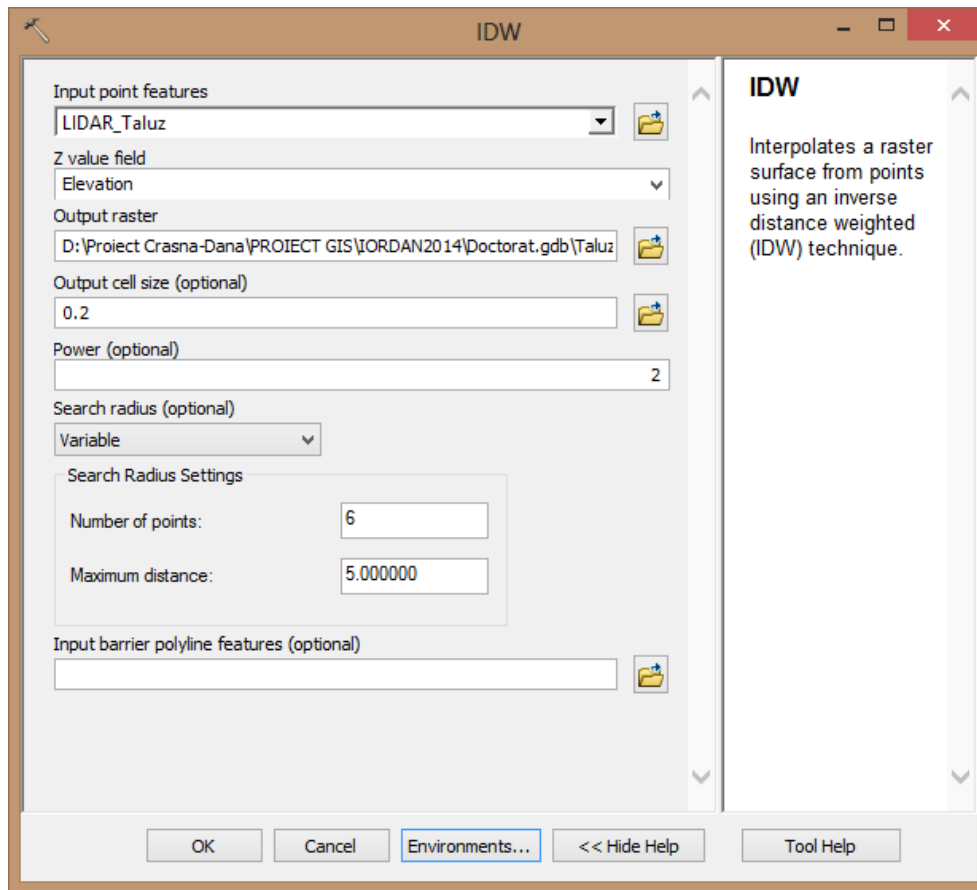 IDW
Input point features
LIDAR_Taluz
Z value field
Elevation
Output raster
D:\Proiect Crasna-Dana\PROIECT GIS\IORDAN2014\Doctorat.gdb\Taluz
Output cell size (optional)
0.2
Power (optional)
2
Search radius (optional)
Variable
Search Radius Settings
Number of points:
6
Maximum distance:
5.000000
Input barrier polyline features (optional)
IDW
Interpolates a raster
surface from points
using an inverse
distance weighted
(IDW) technique.
OK
Cancel
Environments...
<< Hide Help
Tool Help